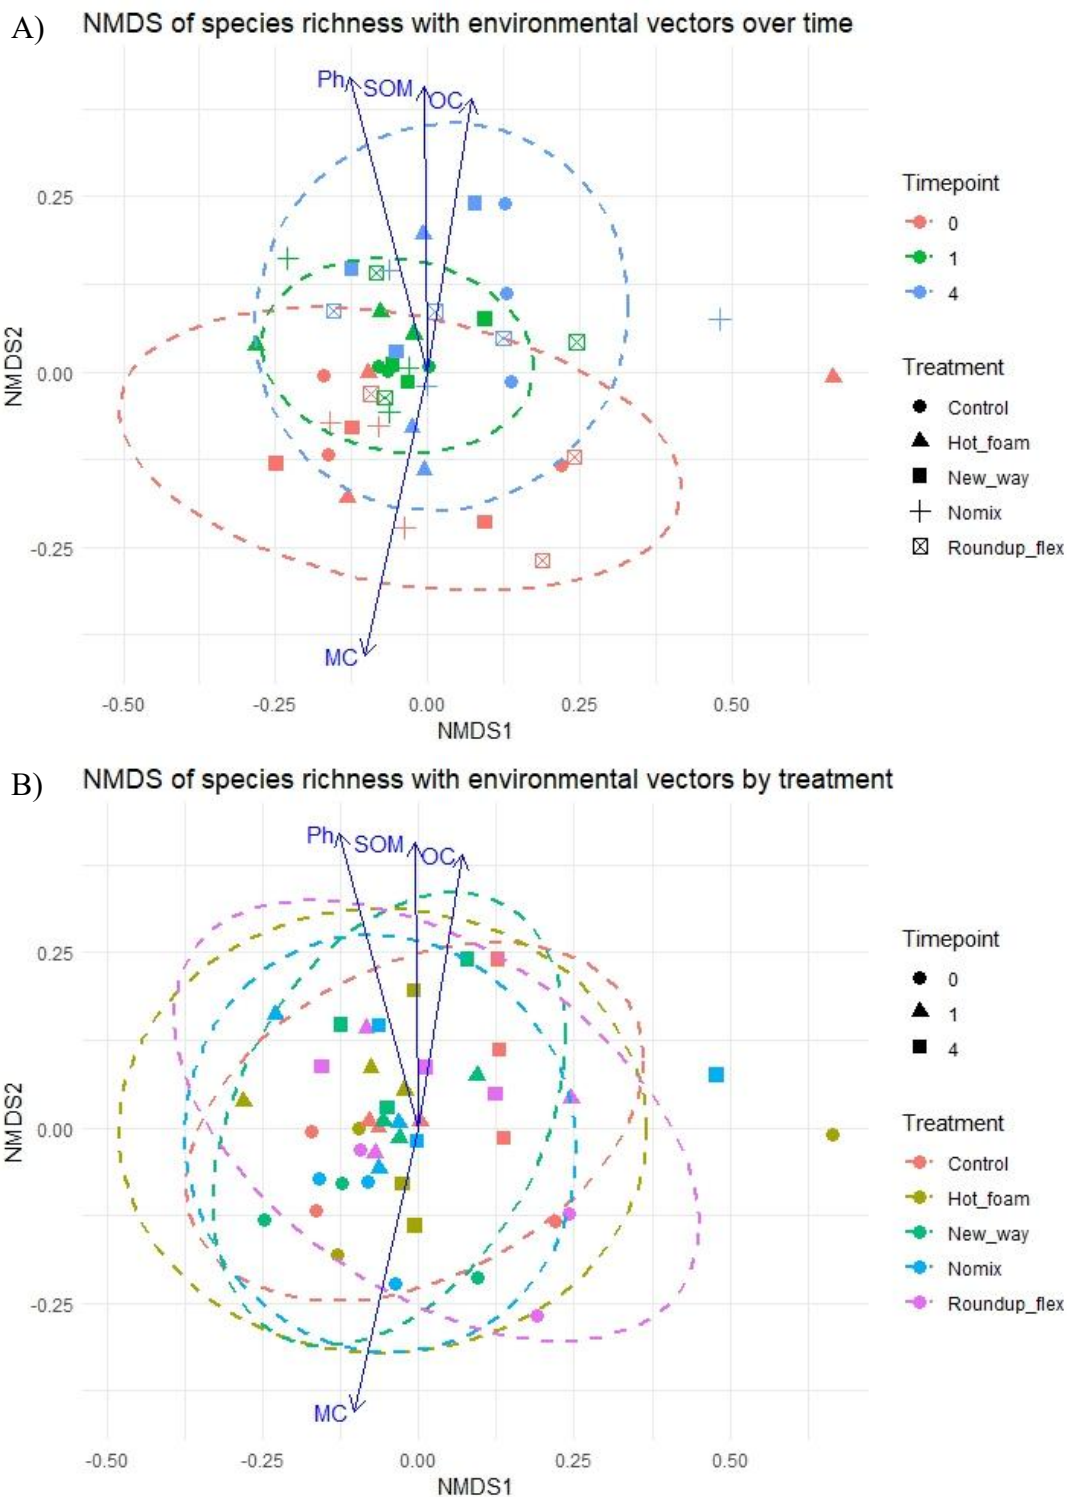 A)
NMDS of species richness with environmental vectors over time
Ph
SOM
OC
MC
0.25
0.00
-0.25
NMDS2
-0.50
-0.25
0.00
0.25
0.50
NMDS1
Timepoint
0
1
4
Treatment
Control
Hot_foam
New_way
Nomix
Roundup_flex
B)
NMDS of species richness with environmental vectors by treatment
Ph
SOM
OC
MC
0.25
0.00
-0.25
NMDS2
-0.50
-0.25
0.00
0.25
0.50
NMDS1
Timepoint
0
1
4
Treatment
Control
Hot_foam
New_way
Nomix
Roundup_flex